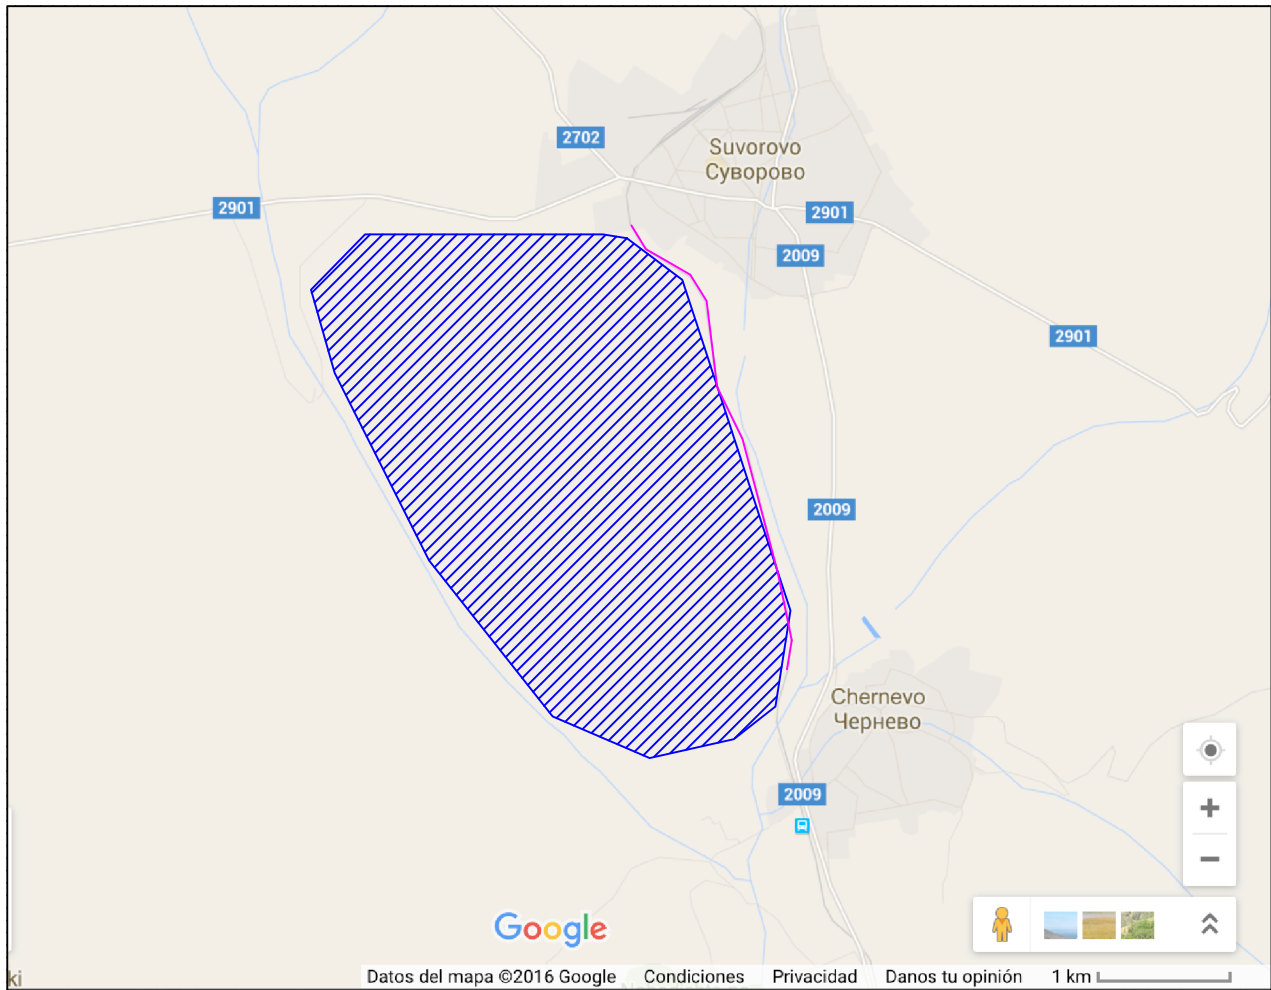 2702
Suvorovo
Суворово
2901
2901
2009
2901
2009
Chernevo
Чернево
2009
Google
ki
Datos del mapa ©2016 Google Condiciones Privacidad Danos tu opinión 1 km